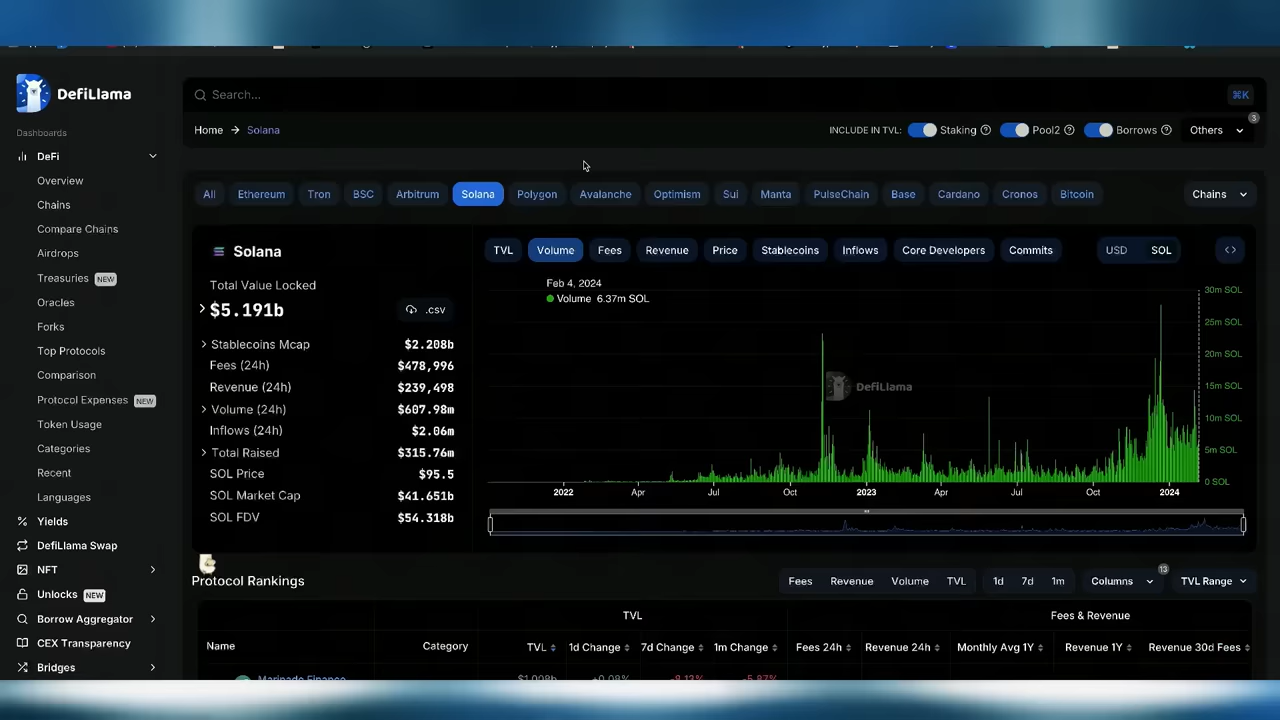 DefiLlama
Search...
⌘K
Home → Solana
INCLUDE IN TVL: Staking Pool2 Borrows Others 3
Dashboards
DeFi
Overview
Chains
Compare Chains
Airdrops
Treasuries NEW
Oracles
Forks
Top Protocols
Comparison
Protocol Expenses NEW
Token Usage
Categories
Recent
Languages
Yields
DefiLlama Swap
NFT
Unlocks NEW
Borrow Aggregator
CEX Transparency
Bridges
All Ethereum Tron BSC Arbitrum Solana Polygon Avalanche Optimism Sui Manta PulseChain Base Cardano Cronos Bitcoin Chains
Solana
Total Value Locked
$5.191b .csv
Stablecoins Mcap $2.208b
Fees (24h) $478,996
Revenue (24h) $239,498
Volume (24h) $607.98m
Inflows (24h) $2.06m
Total Raised $315.76m
SOL Price $95.5
SOL Market Cap $41.651b
SOL FDV $54.318b
TVL Volume Fees Revenue Price Stablecoins Inflows Core Developers Commits USD SOL
Feb 4, 2024
Volume 6.37m SOL
30m SOL
25m SOL
20m SOL
15m SOL
10m SOL
5m SOL
0 SOL
DefiLlama
2022 Apr Jul Oct 2023 Apr Jul Oct 2024
Protocol Rankings
Fees Revenue Volume TVL 1d 7d 1m Columns 13 TVL Range
TVL Fees & Revenue
Name Category TVL 1d Change 7d Change 1m Change Fees 24h Revenue 24h Monthly Avg 1Y Revenue 1Y Revenue 30d Fees
Marinade Finance